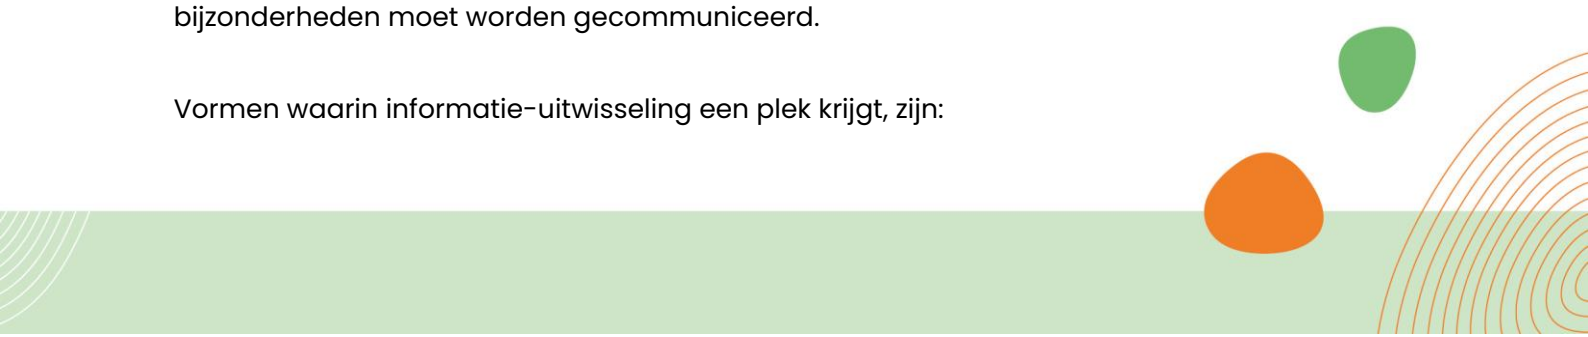 bijzonderheden moet worden gecommuniceerd.
Vormen waarin informatie-uitwisseling een plek krijgt, zijn: